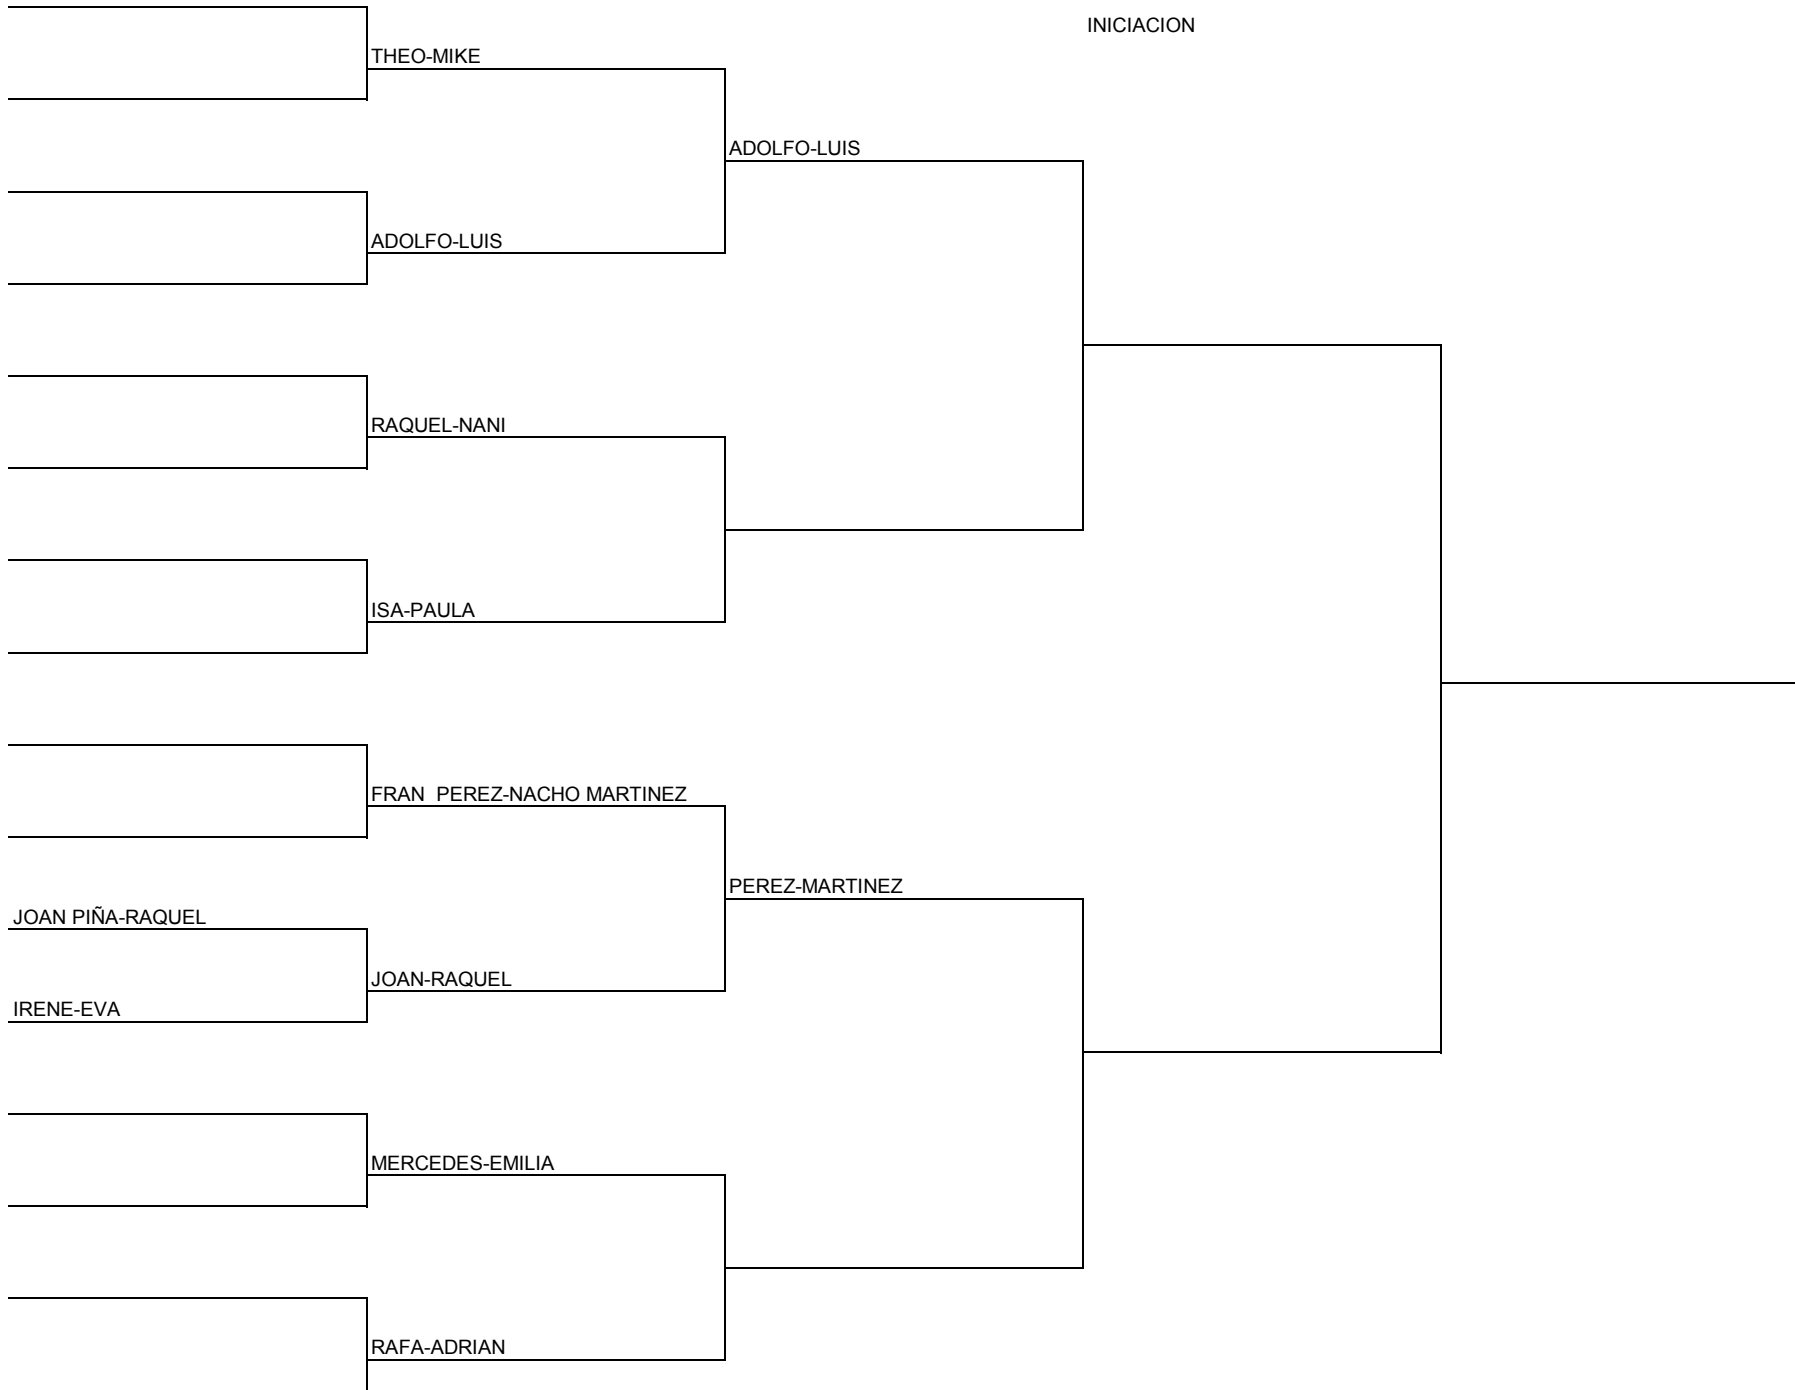 INICIACION
THEO-MIKE
ADOLFO-LUIS
ADOLFO-LUIS
RAQUEL-NANI
ISA-PAULA
FRAN  PEREZ-NACHO MARTINEZ
PEREZ-MARTINEZ
JOAN PIÑA-RAQUEL
JOAN-RAQUEL
IRENE-EVA
MERCEDES-EMILIA
RAFA-ADRIAN